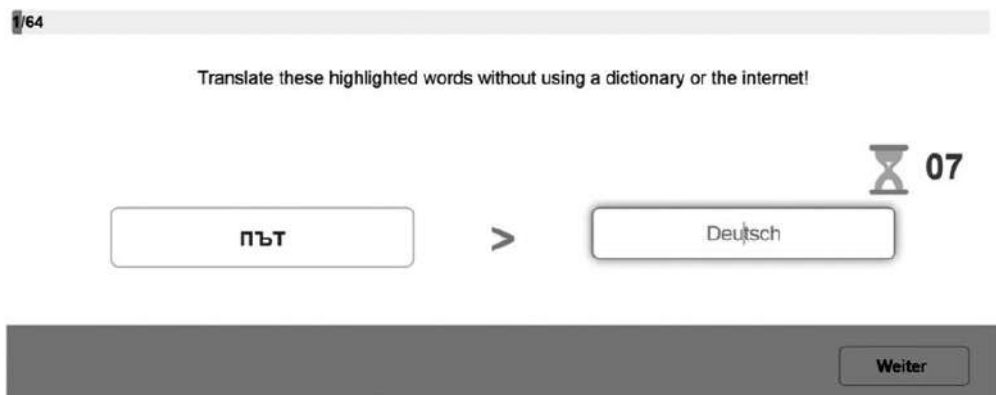 1/64
Translate these highlighted words without using a dictionary or the internet!
07
път > Deutsch
Weiter